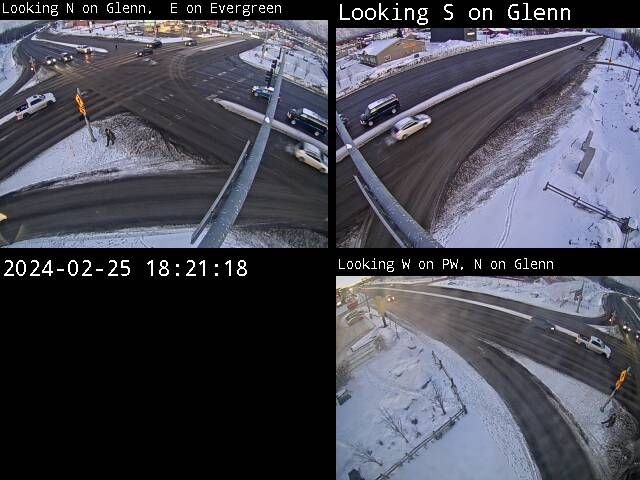 Looking N on Glenn,  E on Evergreen
Looking S on Glenn
2024-02-25 18:21:18
Looking W on PW, N on Glenn